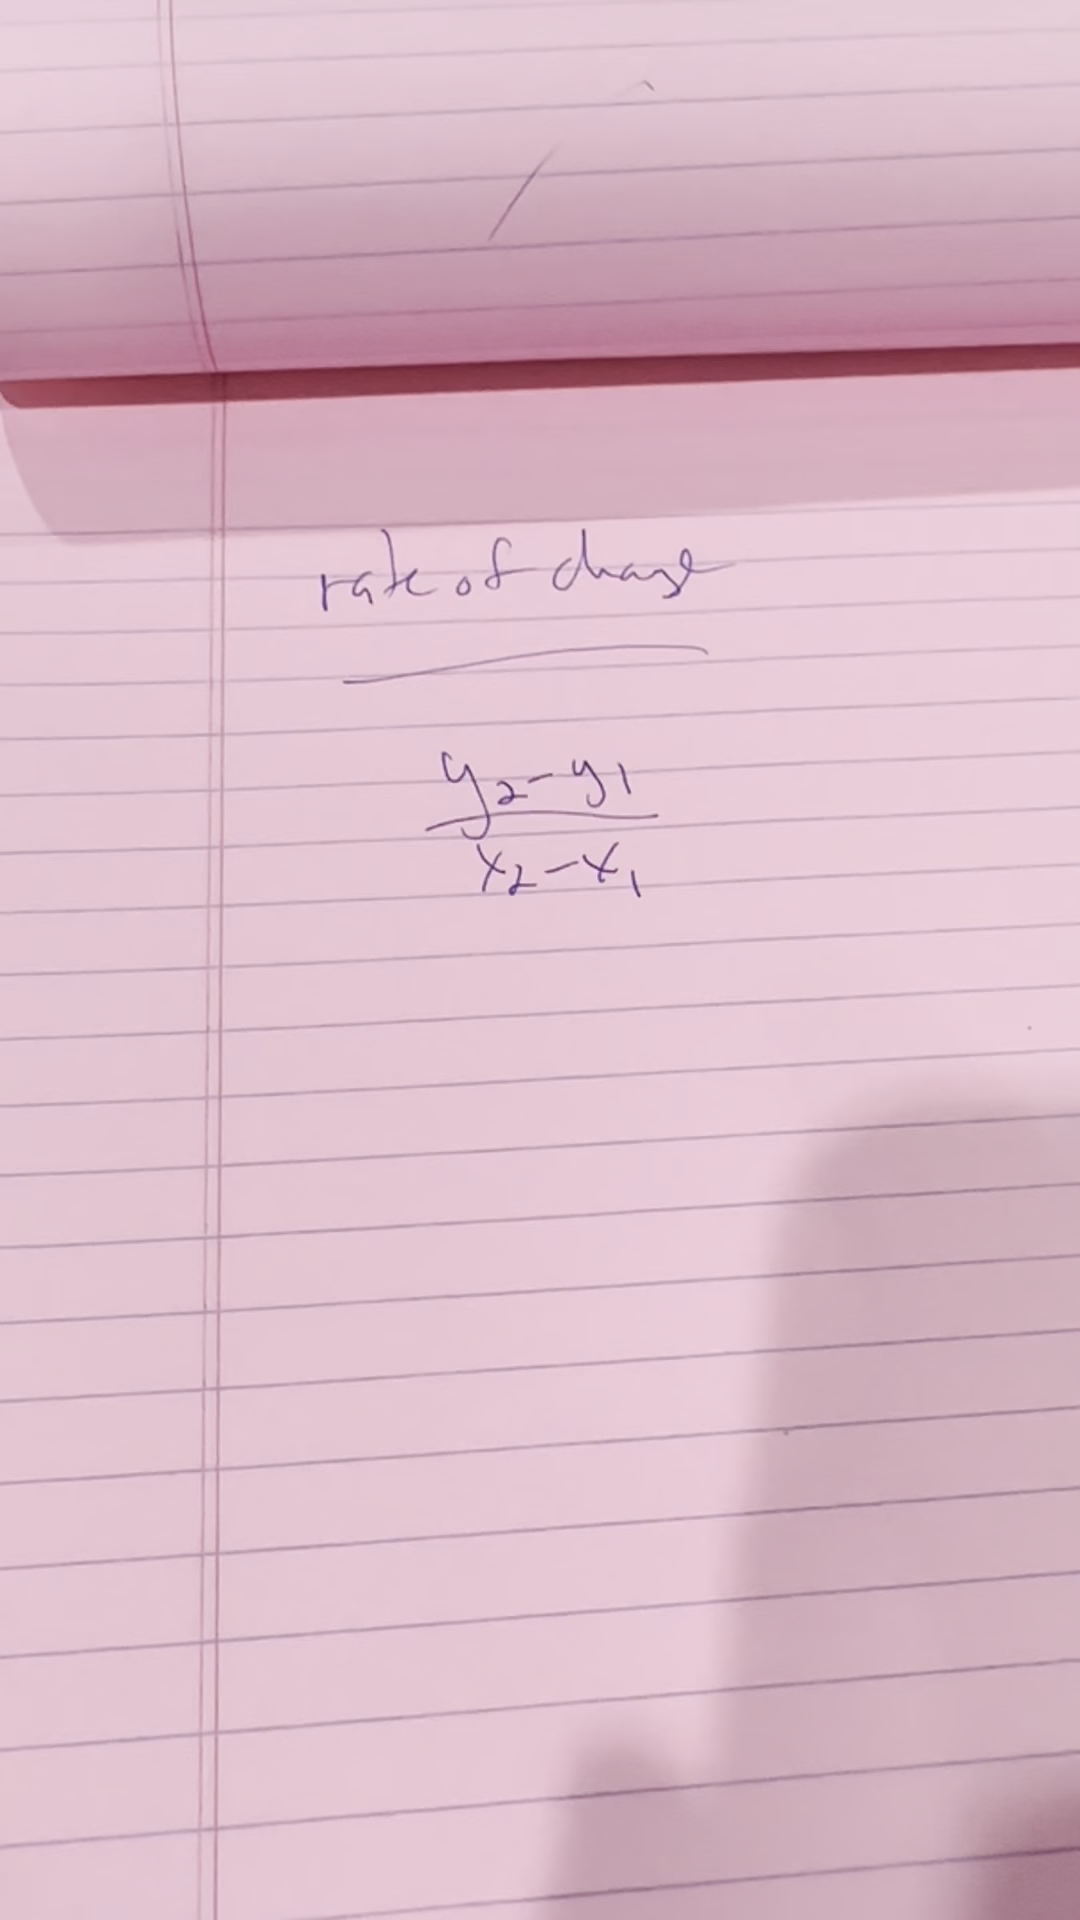 rate of change
y₂-y₁
x₂-x₁